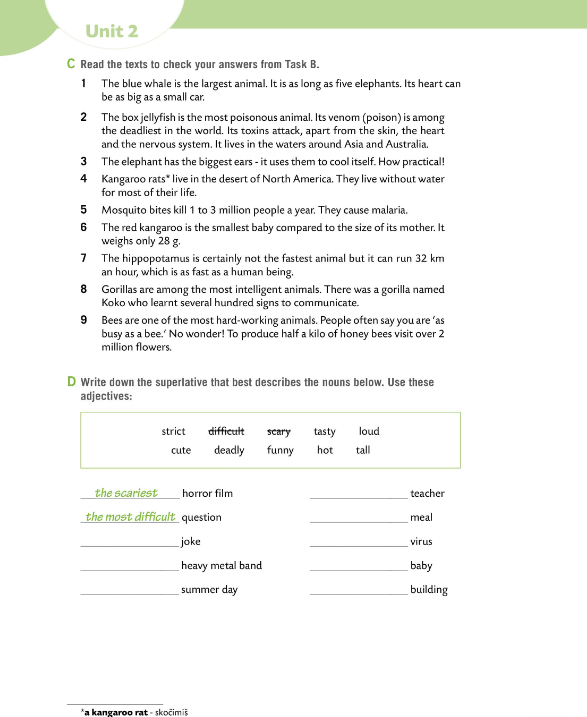 Unit 2
C Read the texts to check your answers from Task B.
1 The blue whale is the largest animal. It is as long as five elephants. Its heart can
be as big as a small car.
2 The box jellyfish is the most poisonous animal. Its venom (poison) is among
the deadliest in the world. Its toxins attack, apart from the skin, the heart
and the nervous system. It lives in the waters around Asia and Australia.
3 The elephant has the biggest ears - it uses them to cool itself. How practical!
4 Kangaroo rats* live in the desert of North America. They live without water
for most of their life.
5 Mosquito bites kill 1 to 3 million people a year. They cause malaria.
6 The red kangaroo is the smallest baby compared to the size of its mother. It
weighs only 28 g.
7 The hippopotamus is certainly not the fastest animal but it can run 32 km
an hour, which is as fast as a human being.
8 Gorillas are among the most intelligent animals. There was a gorilla named
Koko who learnt several hundred signs to communicate.
9 Bees are one of the most hard-working animals. People often say you are ‘as
busy as a bee.’ No wonder! To produce half a kilo of honey bees visit over 2
million flowers.
D Write down the superlative that best describes the nouns below. Use these
adjectives:
strict difficult scary tasty loud
cute deadly funny hot tall
the scariest horror film
the most difficult question
joke
heavy metal band
summer day
teacher
meal
virus
baby
building
*a kangaroo rat - skočimiš